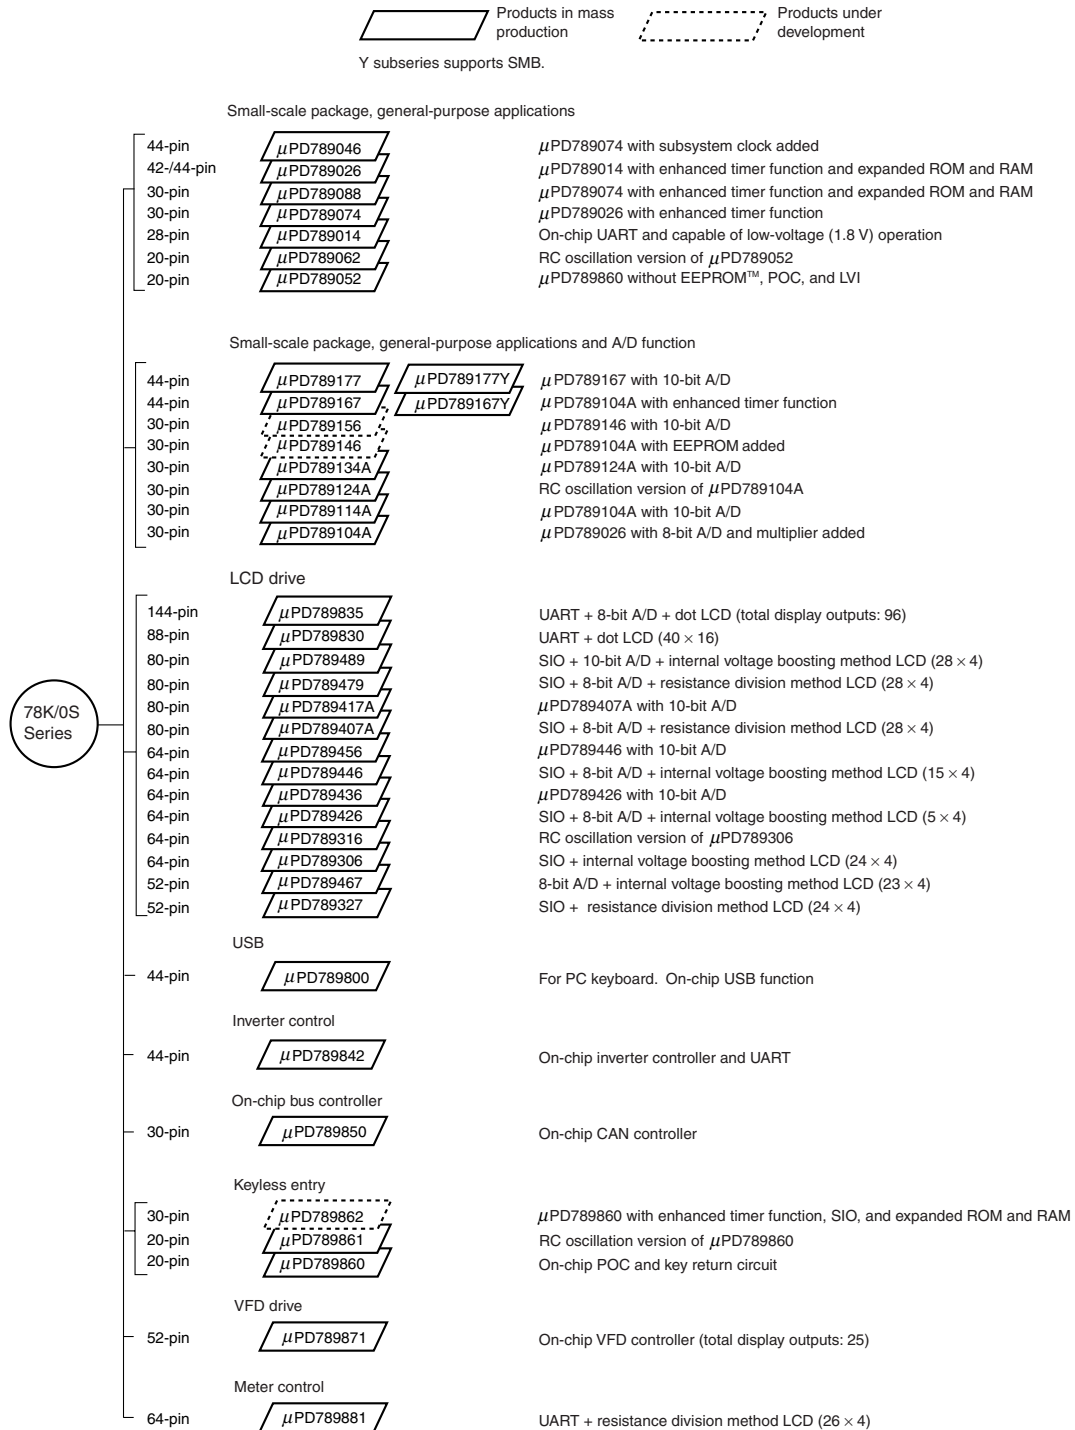 Products in mass production
Products under development
Y subseries supports SMB.
78K/0S Series
Small-scale package, general-purpose applications
44-pin μPD789046 μPD789074 with subsystem clock added
42-/44-pin μPD789026 μPD789014 with enhanced timer function and expanded ROM and RAM
30-pin μPD789088 μPD789074 with enhanced timer function and expanded ROM and RAM
30-pin μPD789074 μPD789026 with enhanced timer function
28-pin μPD789014 On-chip UART and capable of low-voltage (1.8 V) operation
20-pin μPD789062 RC oscillation version of μPD789052
20-pin μPD789052 μPD789860 without EEPROM™, POC, and LVI
Small-scale package, general-purpose applications and A/D function
44-pin μPD789177 μPD789177Y μPD789167 with 10-bit A/D
44-pin μPD789167 μPD789167Y μPD789104A with enhanced timer function
30-pin μPD789156 μPD789146 with 10-bit A/D
30-pin μPD789146 μPD789104A with EEPROM added
30-pin μPD789134A μPD789124A with 10-bit A/D
30-pin μPD789124A RC oscillation version of μPD789104A
30-pin μPD789114A μPD789104A with 10-bit A/D
30-pin μPD789104A μPD789026 with 8-bit A/D and multiplier added
LCD drive
144-pin μPD789835 UART + 8-bit A/D + dot LCD (total display outputs: 96)
88-pin μPD789830 UART + dot LCD (40 × 16)
80-pin μPD789489 SIO + 10-bit A/D + internal voltage boosting method LCD (28 × 4)
80-pin μPD789479 SIO + 8-bit A/D + resistance division method LCD (28 × 4)
80-pin μPD789417A μPD789407A with 10-bit A/D
80-pin μPD789407A SIO + 8-bit A/D + resistance division method LCD (28 × 4)
64-pin μPD789456 μPD789446 with 10-bit A/D
64-pin μPD789446 SIO + 8-bit A/D + internal voltage boosting method LCD (15 × 4)
64-pin μPD789436 μPD789426 with 10-bit A/D
64-pin μPD789426 SIO + 8-bit A/D + internal voltage boosting method LCD (5 × 4)
64-pin μPD789316 RC oscillation version of μPD789306
64-pin μPD789306 SIO + internal voltage boosting method LCD (24 × 4)
52-pin μPD789467 8-bit A/D + internal voltage boosting method LCD (23 × 4)
52-pin μPD789327 SIO + resistance division method LCD (24 × 4)
USB
44-pin μPD789800 For PC keyboard. On-chip USB function
Inverter control
44-pin μPD789842 On-chip inverter controller and UART
On-chip bus controller
30-pin μPD789850 On-chip CAN controller
Keyless entry
30-pin μPD789862 μPD789860 with enhanced timer function, SIO, and expanded ROM and RAM
20-pin μPD789861 RC oscillation version of μPD789860
20-pin μPD789860 On-chip POC and key return circuit
VFD drive
52-pin μPD789871 On-chip VFD controller (total display outputs: 25)
Meter control
64-pin μPD789881 UART + resistance division method LCD (26 × 4)